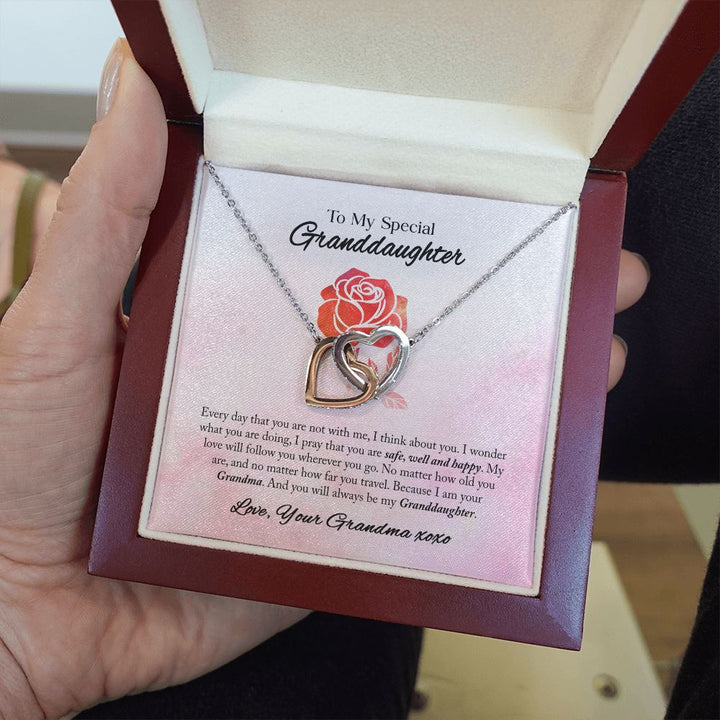 To My Special
Granddaughter
Every day that you are not with me, I think about you. I wonder
what you are doing, I pray that you are safe, well and happy. My
love will follow you wherever you go. No matter how old you
are, and no matter how far you travel. Because I am your
Grandma. And you will always be my Granddaughter.
Love, Your Grandma xoxo